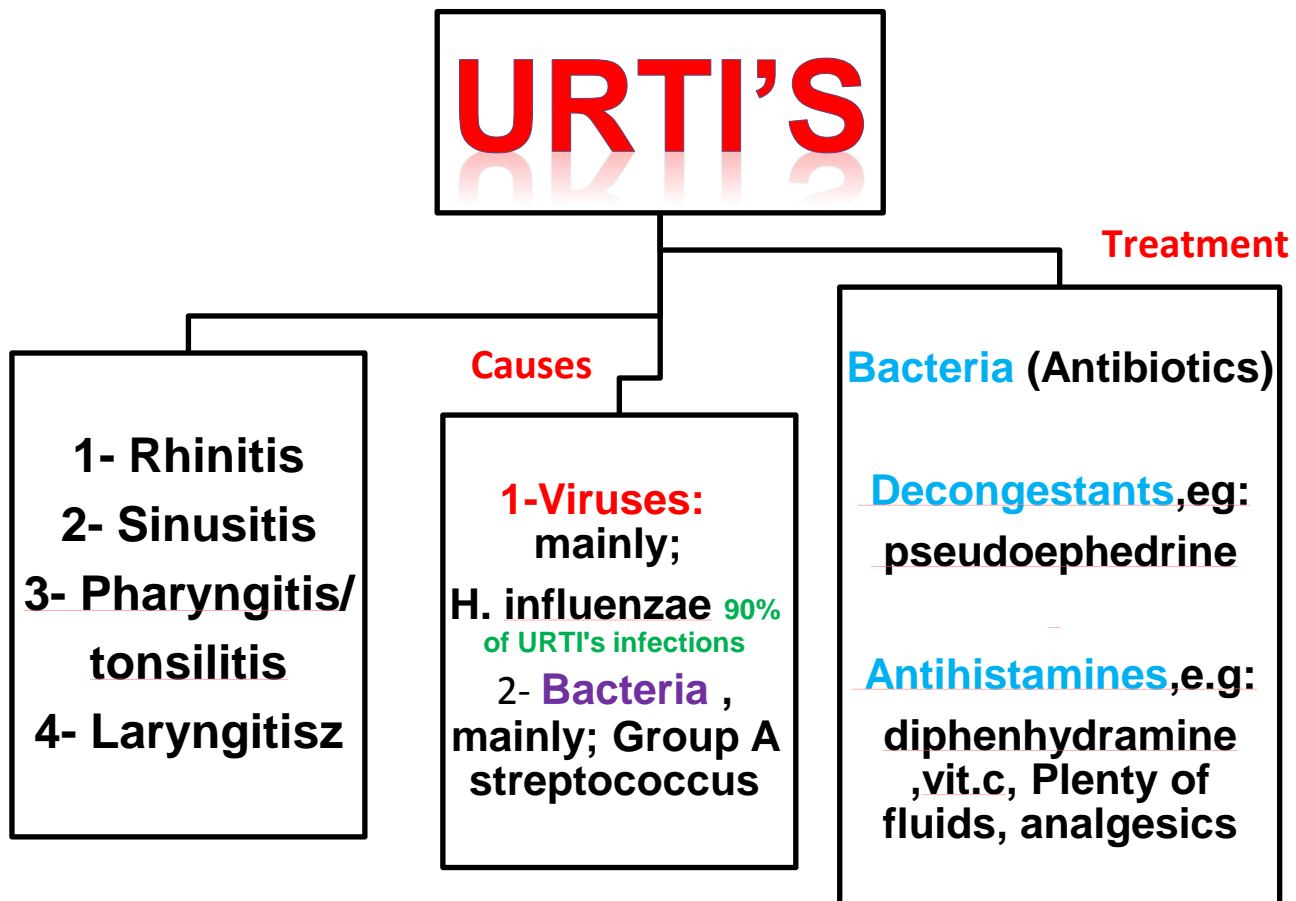 URTI'S
1- Rhinitis
2- Sinusitis
3- Pharyngitis/
tonsilitis
4- Laryngitisz
Causes
1-Viruses:
mainly;
H. influenzae 90%
of URTI's infections
2- Bacteria ,
mainly; Group A
streptococcus
Treatment
Bacteria (Antibiotics)
Decongestants,eg:
pseudoephedrine
Antihistamines,e.g:
diphenhydramine
,vit.c, Plenty of
fluids, analgesics